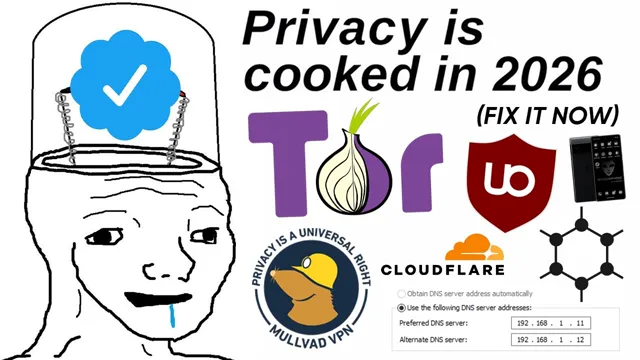 Privacy is
cooked in 2026
(FIX IT NOW)
Tor
UO
PRIVACY IS A UNIVERSAL RIGHT
MULLVAD VPN
CLOUDFLARE
Obtain DNS server address automatically
Use the following DNS server addresses:
Preferred DNS server: 192 . 168 . 1 . 11
Alternate DNS server: 192 . 168 . 1 . 12